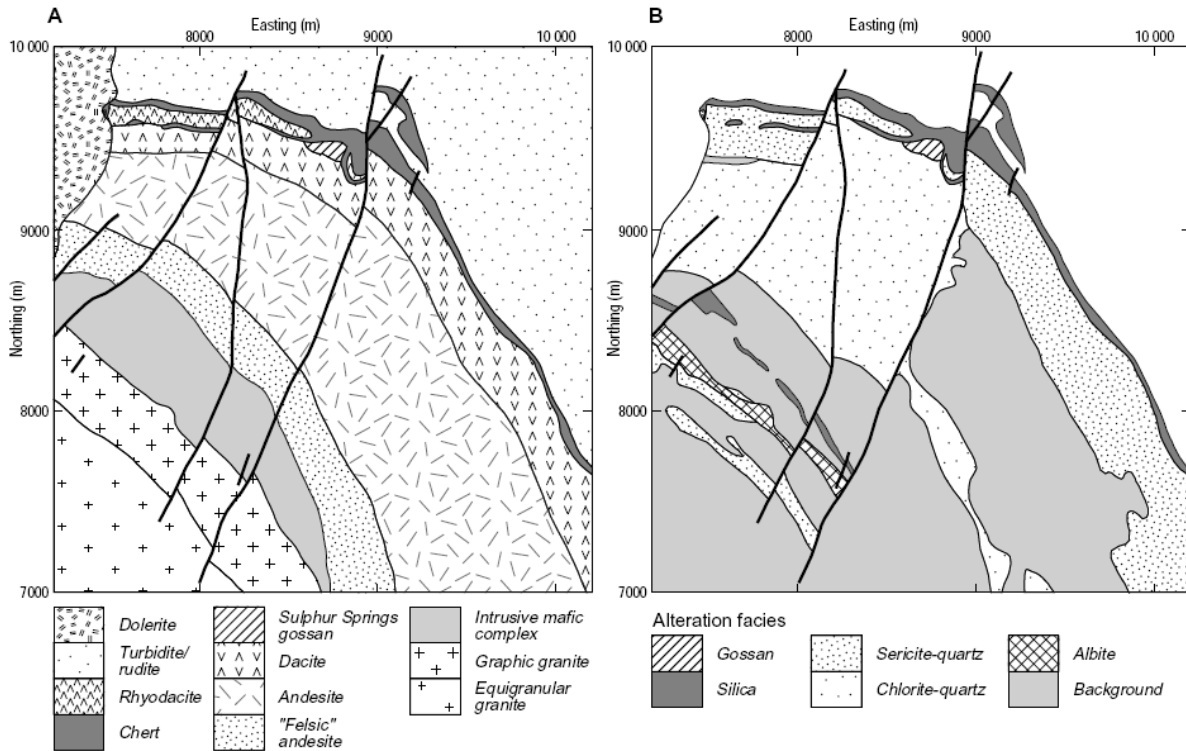 A
Easting (m)
8000
9000
10 000
10 000
9000
8000
7000
Northing (m)
Dolerite
Turbidite/
rudite
Rhyodacite
Chert
Sulphur Springs
gossan
Dacite
Andesite
"Felsic"
andesite
Intrusive mafic
complex
Graphic granite
Equigranular
granite
B
Easting (m)
8000
9000
10 000
10 000
9000
8000
7000
Northing (m)
Alteration facies
Gossan
Silica
Sericite-quartz
Chlorite-quartz
Albite
Background